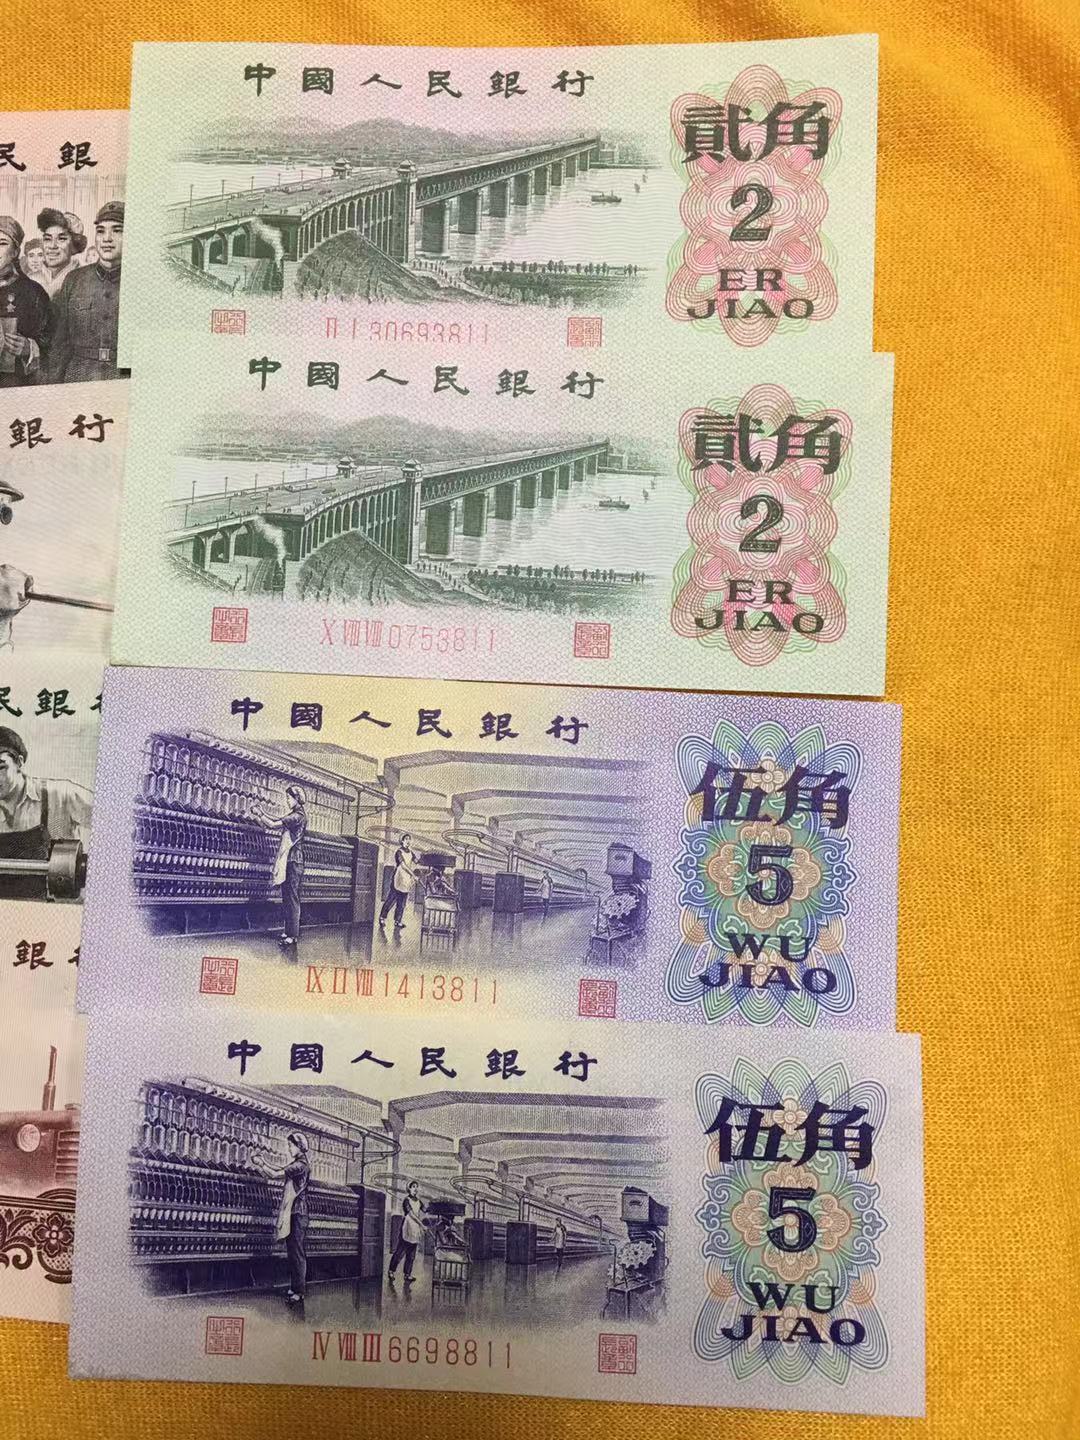 中國人民銀行
貳角
2
ER
JIAO
II I 30693811
民銀
中國人民銀行
貳角
2
ER
JIAO
X VIII VIII 0753811
銀行
中國人民銀行
伍角
5
WU
JIAO
IX II VIII 1413811
民銀行
中國人民銀行
伍角
5
WU
JIAO
IV VIII III 6698811
銀